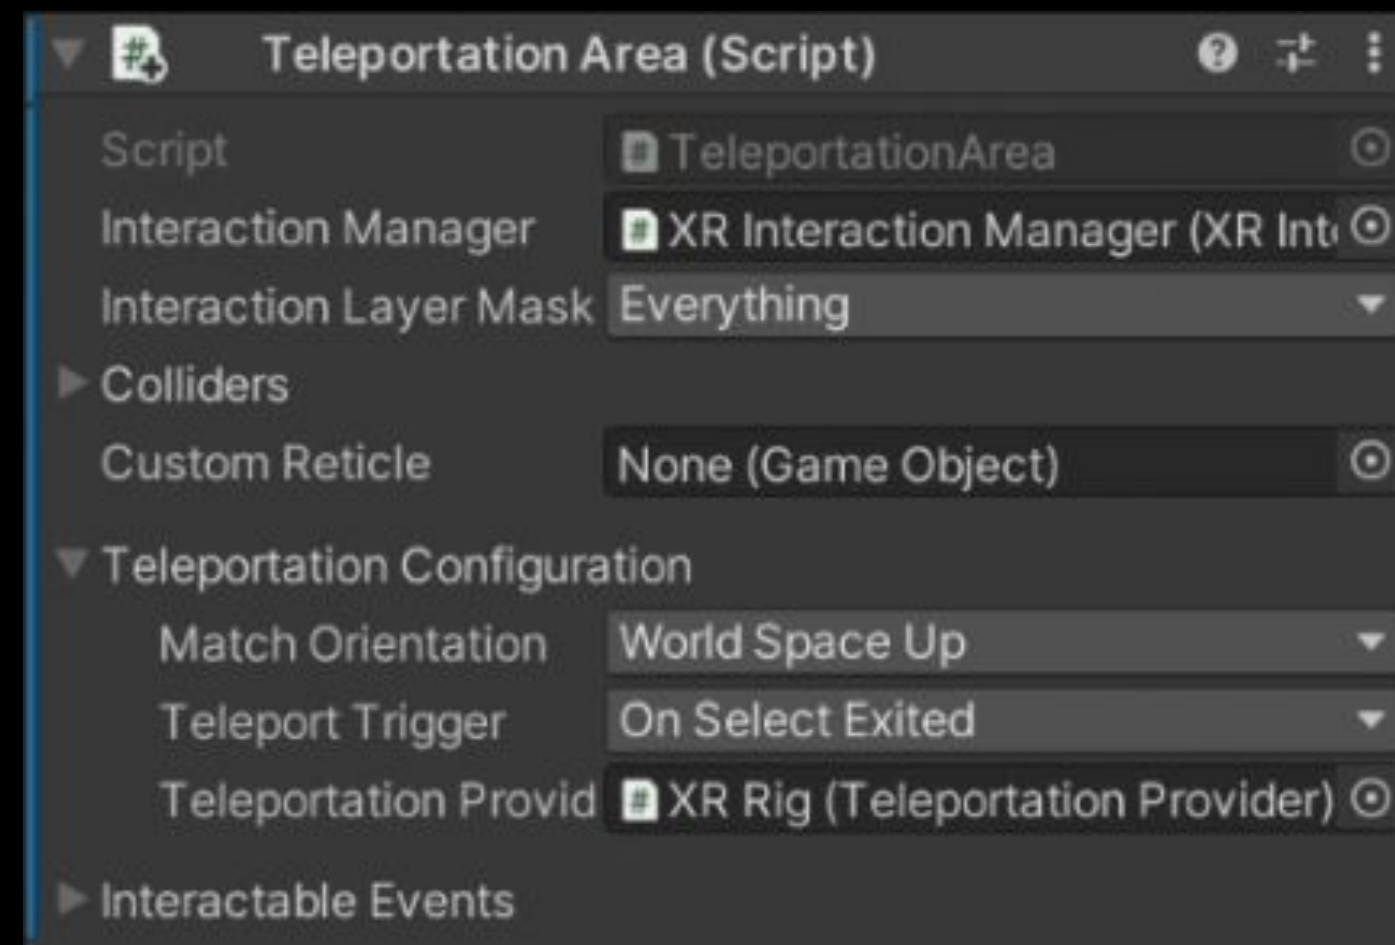 Teleportation Area (Script)
Script TeleportationArea
Interaction Manager XR Interaction Manager (XR Inte
Interaction Layer Mask Everything
Colliders
Custom Reticle None (Game Object)
Teleportation Configuration
Match Orientation World Space Up
Teleport Trigger On Select Exited
Teleportation Provid XR Rig (Teleportation Provider)
Interactable Events